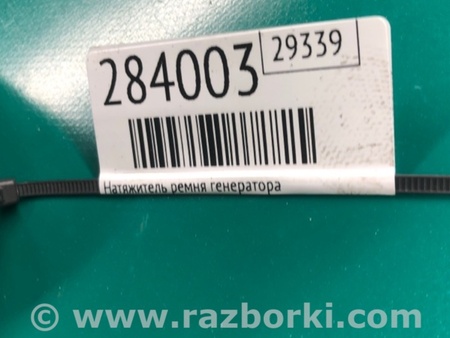 284003 29339
Натяжитель ремня генератора
© www.razborki.com